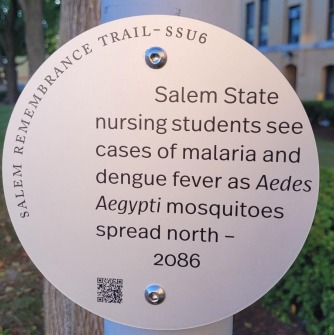 SALEM REMEMBRANCE TRAIL-SSU6
Salem State
nursing students see
cases of malaria and
dengue fever as Aedes
Aegypti mosquitoes
spread north –
2086